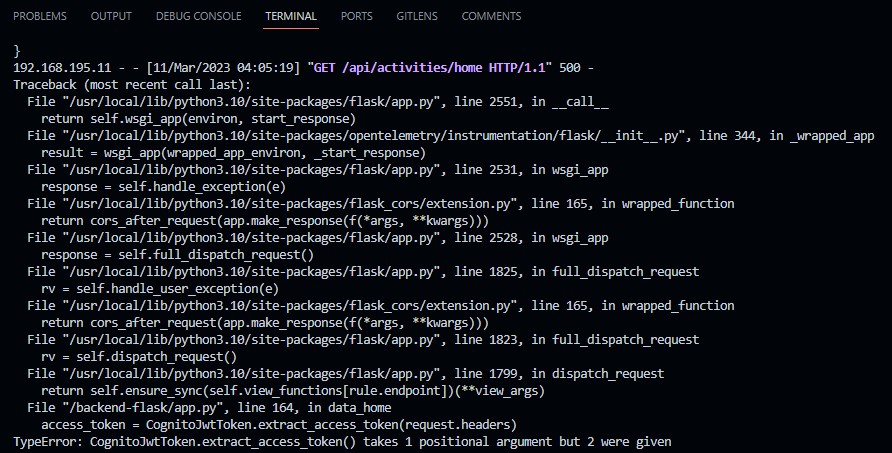 PROBLEMS OUTPUT DEBUG CONSOLE TERMINAL PORTS GITLENS COMMENTS
}
192.168.195.11 - - [11/Mar/2023 04:05:19] "GET /api/activities/home HTTP/1.1" 500 -
Traceback (most recent call last):
  File "/usr/local/lib/python3.10/site-packages/flask/app.py", line 2551, in __call__
    return self.wsgi_app(environ, start_response)
  File "/usr/local/lib/python3.10/site-packages/opentelemetry/instrumentation/flask/__init__.py", line 344, in _wrapped_app
    result = wsgi_app(wrapped_app_environ, _start_response)
  File "/usr/local/lib/python3.10/site-packages/flask/app.py", line 2531, in wsgi_app
    response = self.handle_exception(e)
  File "/usr/local/lib/python3.10/site-packages/flask_cors/extension.py", line 165, in wrapped_function
    return cors_after_request(app.make_response(f(*args, **kwargs)))
  File "/usr/local/lib/python3.10/site-packages/flask/app.py", line 2528, in wsgi_app
    response = self.full_dispatch_request()
  File "/usr/local/lib/python3.10/site-packages/flask/app.py", line 1825, in full_dispatch_request
    rv = self.handle_user_exception(e)
  File "/usr/local/lib/python3.10/site-packages/flask_cors/extension.py", line 165, in wrapped_function
    return cors_after_request(app.make_response(f(*args, **kwargs)))
  File "/usr/local/lib/python3.10/site-packages/flask/app.py", line 1823, in full_dispatch_request
    rv = self.dispatch_request()
  File "/usr/local/lib/python3.10/site-packages/flask/app.py", line 1799, in dispatch_request
    return self.ensure_sync(self.view_functions[rule.endpoint])(**view_args)
  File "/backend-flask/app.py", line 164, in data_home
    access_token = CognitoJwtToken.extract_access_token(request.headers)
TypeError: CognitoJwtToken.extract_access_token() takes 1 positional argument but 2 were given